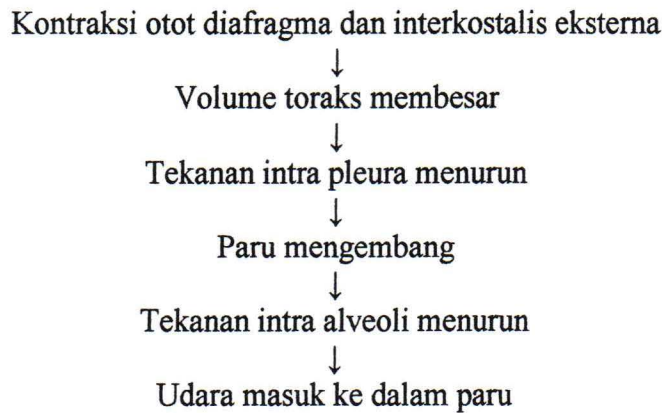 Kontraksi otot diafragma dan interkostalis eksterna
↓
Volume toraks membesar
↓
Tekanan intra pleura menurun
↓
Paru mengembang
↓
Tekanan intra alveoli menurun
↓
Udara masuk ke dalam paru